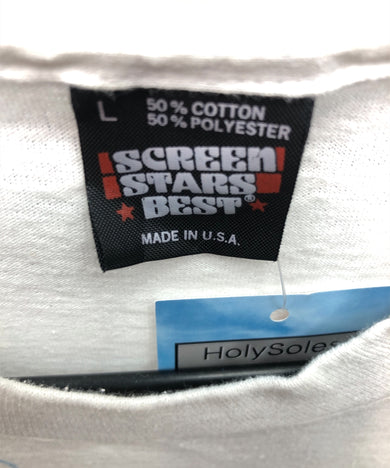 L
50% COTTON
50% POLYESTER
SCREEN
STARS
BEST®
MADE IN U.S.A.
HolySoles